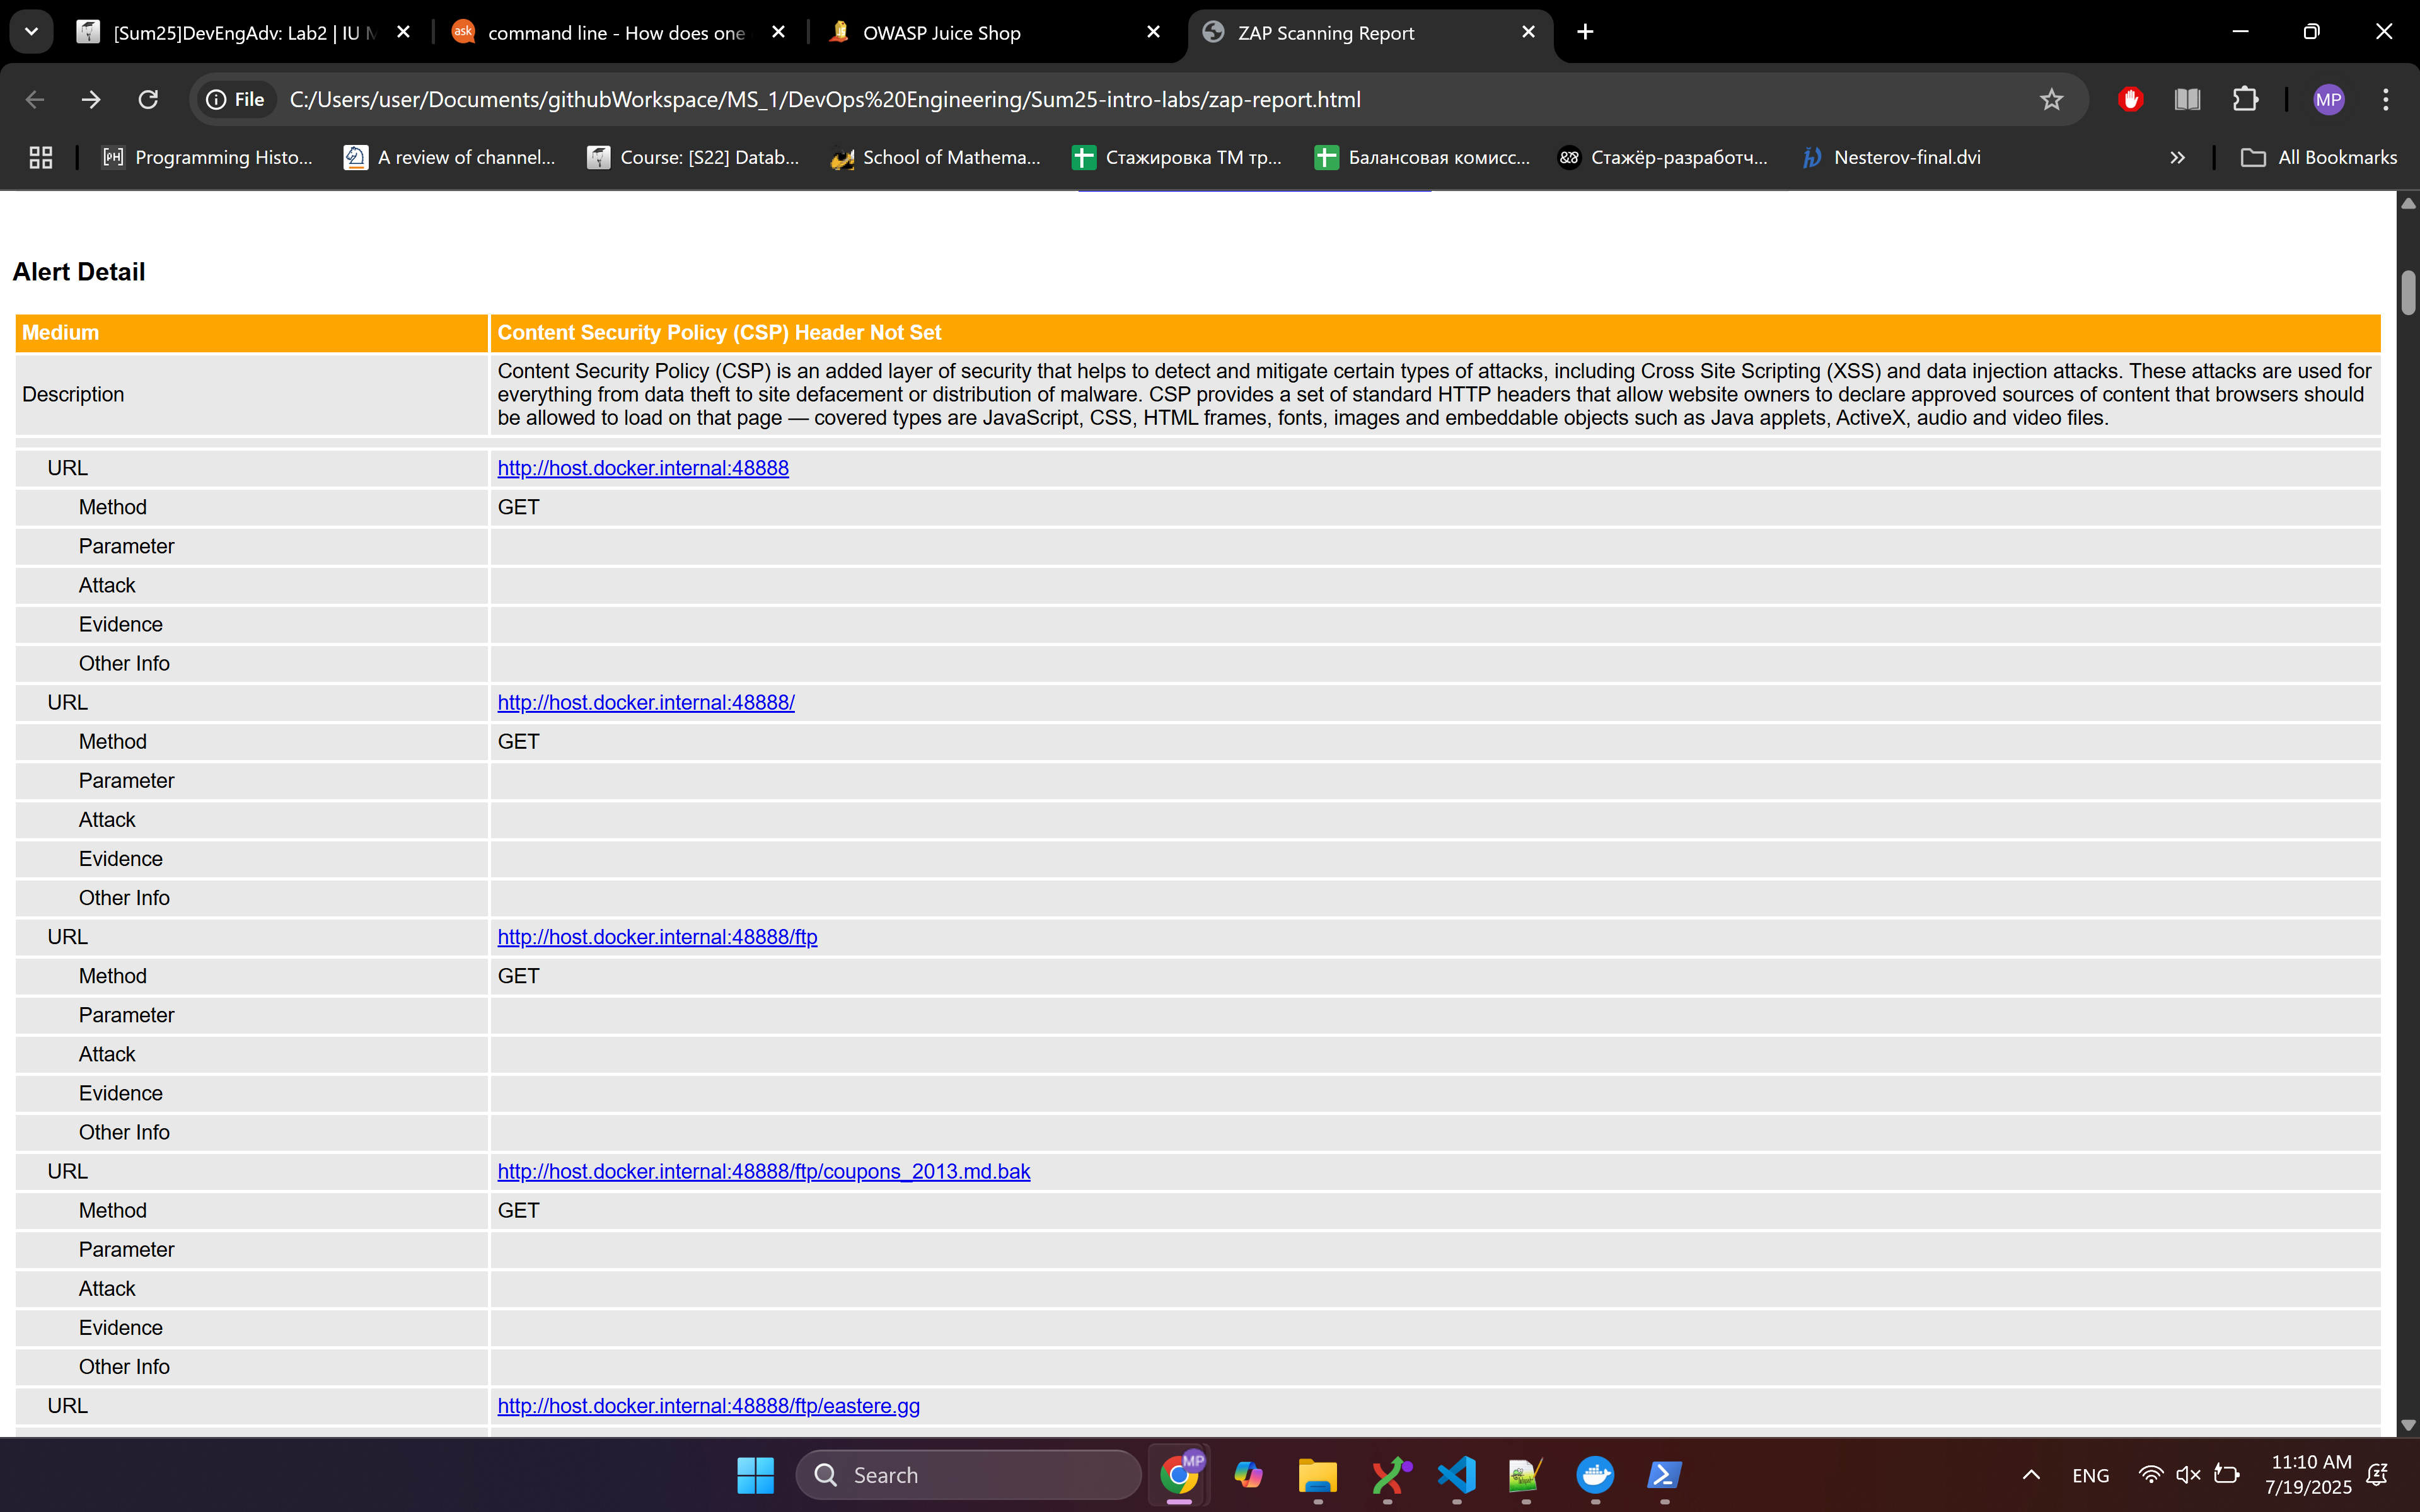 [Sum25]DevEngAdv: Lab2 | IU M
ask command line - How does one
OWASP Juice Shop
ZAP Scanning Report
File C:/Users/user/Documents/githubWorkspace/MS_1/DevOps%20Engineering/Sum25-intro-labs/zap-report.html MP
[PH] Programming Histo... A review of channel... Course: [S22] Datab... School of Mathema... Стажировка ТМ тр... Балансовая комисс... Стажёр-разработч... Nesterov-final.dvi » All Bookmarks
Alert Detail
Medium Content Security Policy (CSP) Header Not Set
Description
Content Security Policy (CSP) is an added layer of security that helps to detect and mitigate certain types of attacks, including Cross Site Scripting (XSS) and data injection attacks. These attacks are used for
everything from data theft to site defacement or distribution of malware. CSP provides a set of standard HTTP headers that allow website owners to declare approved sources of content that browsers should
be allowed to load on that page — covered types are JavaScript, CSS, HTML frames, fonts, images and embeddable objects such as Java applets, ActiveX, audio and video files.
URL http://host.docker.internal:48888
Method GET
Parameter
Attack
Evidence
Other Info
URL http://host.docker.internal:48888/
Method GET
Parameter
Attack
Evidence
Other Info
URL http://host.docker.internal:48888/ftp
Method GET
Parameter
Attack
Evidence
Other Info
URL http://host.docker.internal:48888/ftp/coupons_2013.md.bak
Method GET
Parameter
Attack
Evidence
Other Info
URL http://host.docker.internal:48888/ftp/eastere.gg
Search
MP
ENG
11:10 AM
7/19/2025